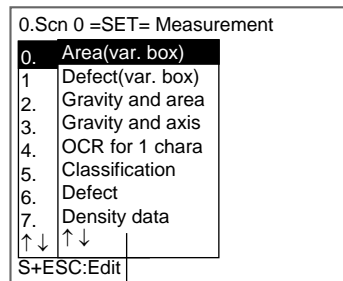 0.Scn 0 =SET= Measurement
0. Area(var. box)
1 Defect(var. box)
2. Gravity and area
3. Gravity and axis
4. OCR for 1 chara
5. Classification
6. Defect
7. Density data
↑↓ ↑↓
S+ESC:Edit